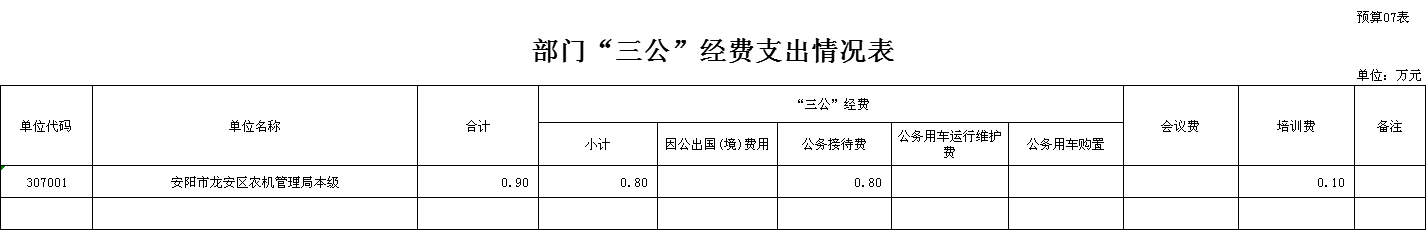 预算07表
部门“三公”经费支出情况表
单位：万元
单位代码 单位名称 合计 “三公”经费 会议费 培训费 备注
小计 因公出国(境)费用 公务接待费 公务用车运行维护费 公务用车购置
307001 安阳市龙安区农机管理局本级 0.90 0.80 0.80 0.10